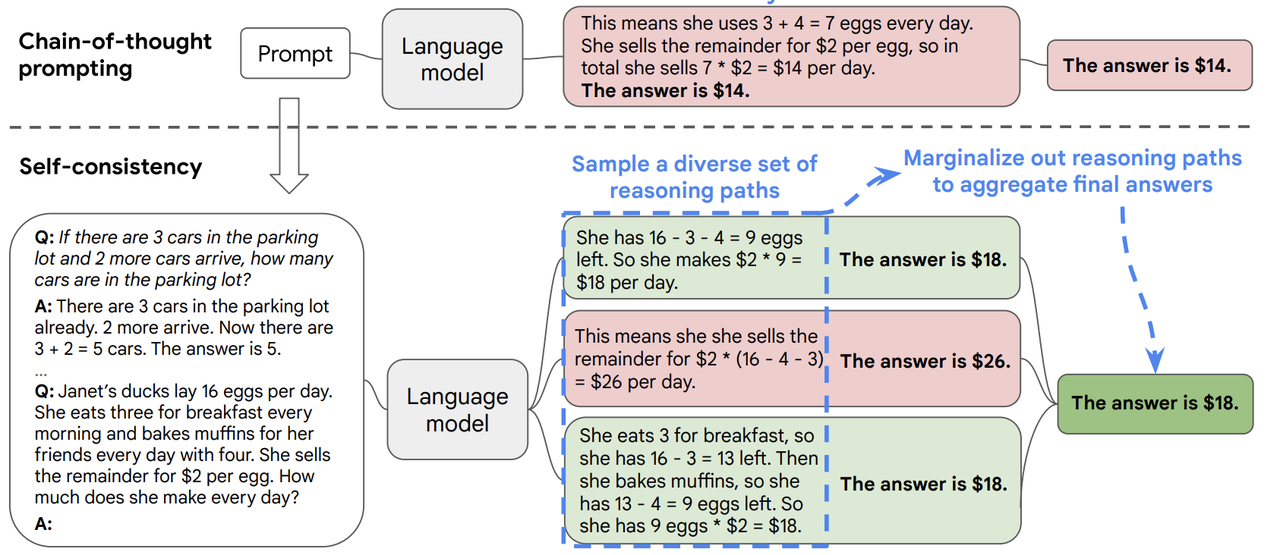 Chain-of-thought
prompting
Prompt
Language
model
This means she uses 3 + 4 = 7 eggs every day.
She sells the remainder for $2 per egg, so in
total she sells 7 * $2 = $14 per day.
The answer is $14.
The answer is $14.
Self-consistency
Sample a diverse set of
reasoning paths
Marginalize out reasoning paths
to aggregate final answers
Q: If there are 3 cars in the parking
lot and 2 more cars arrive, how many
cars are in the parking lot?
A: There are 3 cars in the parking lot
already. 2 more arrive. Now there are
3 + 2 = 5 cars. The answer is 5.
...
Q: Janet's ducks lay 16 eggs per day.
She eats three for breakfast every
morning and bakes muffins for her
friends every day with four. She sells
the remainder for $2 per egg. How
much does she make every day?
A:
Language
model
She has 16 - 3 - 4 = 9 eggs
left. So she makes $2 * 9 =
$18 per day.
The answer is $18.
This means she she sells the
remainder for $2 * (16 - 4 - 3)
= $26 per day.
The answer is $26.
She eats 3 for breakfast, so
she has 16 - 3 = 13 left. Then
she bakes muffins, so she
has 13 - 4 = 9 eggs left. So
she has 9 eggs * $2 = $18.
The answer is $18.
The answer is $18.